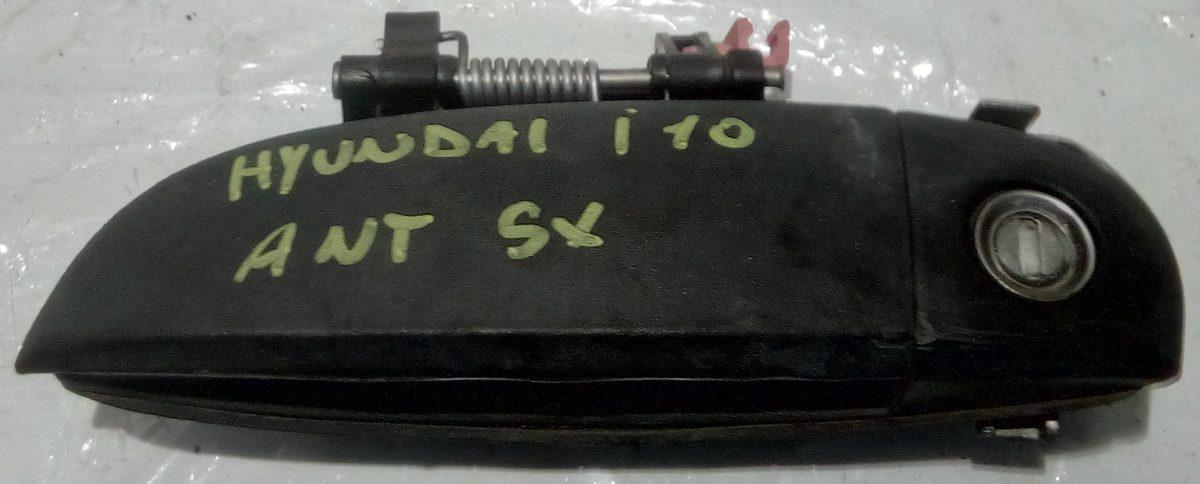 HYUNDAI i10
ANT SX